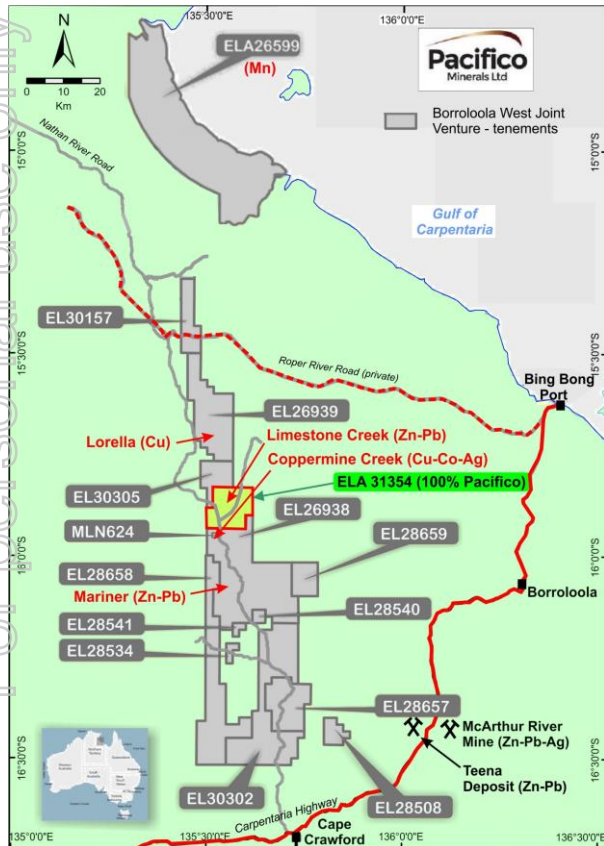 135°30'0"E
136°0'0"E
N
ELA26599
(Mn)
Pacifico
Minerals Ltd
0 10 20
Km
Borroloola West Joint
Venture - tenements
Nathan River Road
15°0'0"S
15°0'0"S
Gulf of
Carpentaria
EL30157
15°30'0"S
15°30'0"S
Roper River Road (private)
Bing Bong
Port
EL26939
Lorella (Cu)
Limestone Creek (Zn-Pb)
Coppermine Creek (Cu-Co-Ag)
EL30305
ELA 31354 (100% Pacifico)
MLN624
EL26938
EL28659
16°0'0"S
16°0'0"S
EL28658
Mariner (Zn-Pb)
Borroloola
EL28540
EL28541
EL28534
EL28657
McArthur River
Mine (Zn-Pb-Ag)
16°30'0"S
16°30'0"S
Teena
Deposit (Zn-Pb)
EL30302
EL28508
Carpentaria Highway
Cape
Crawford
135°0'0"E
135°30'0"E
136°0'0"E
For personal use only